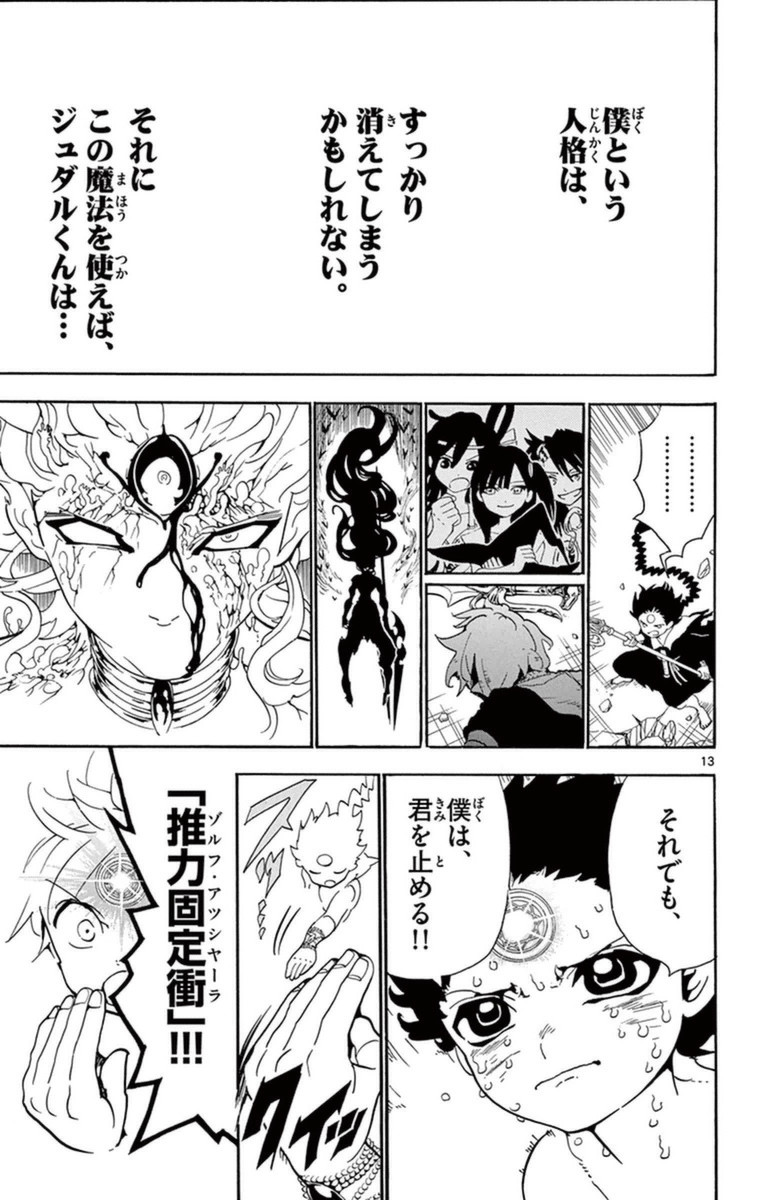 僕という
人格は、
すっかり
消えてしまう
かもしれない。
それに
この魔法を使えば、
ジュダルくんは…
………
………
13
それでも、
僕は、
君を止める!!
クイッ
「推力固定衝」!!!
ゾルフ・アッシャーラ